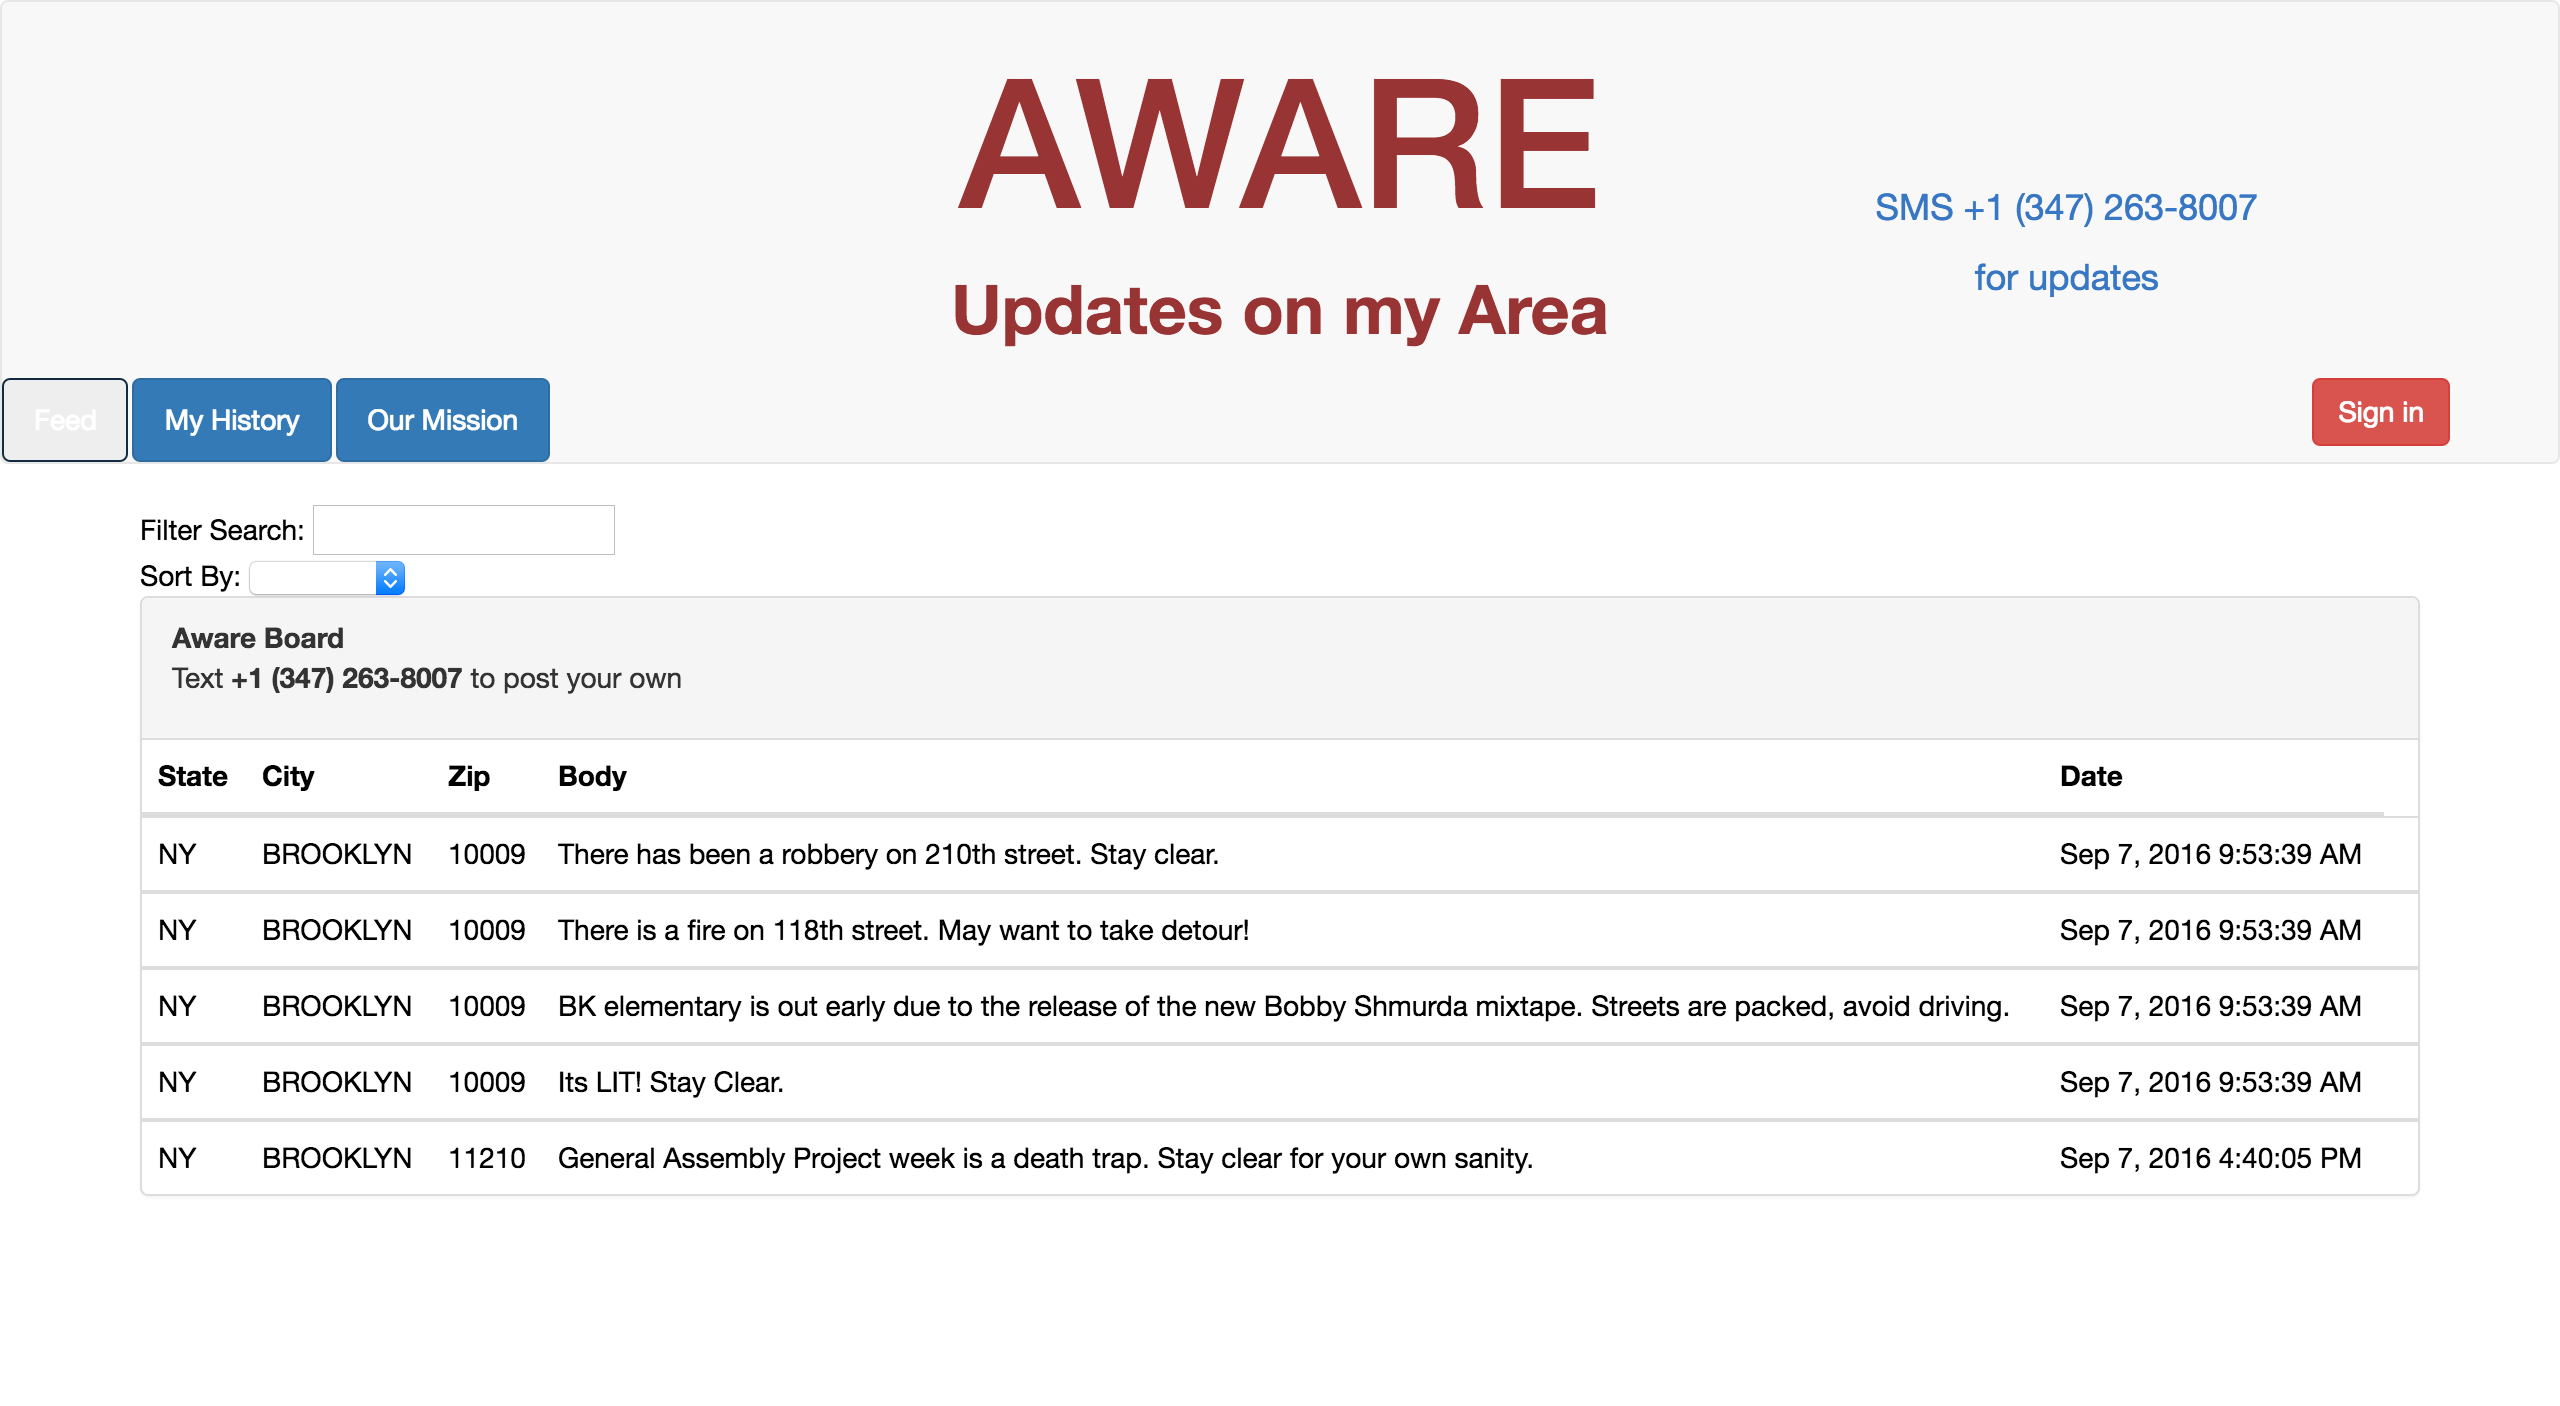 AWARE
SMS +1 (347) 263-8007
for updates
Updates on my Area
Feed My History Our Mission Sign in
Filter Search:
Sort By:
Aware Board
Text +1 (347) 263-8007 to post your own
State City Zip Body Date
NY BROOKLYN 10009 There has been a robbery on 210th street. Stay clear. Sep 7, 2016 9:53:39 AM
NY BROOKLYN 10009 There is a fire on 118th street. May want to take detour! Sep 7, 2016 9:53:39 AM
NY BROOKLYN 10009 BK elementary is out early due to the release of the new Bobby Shmurda mixtape. Streets are packed, avoid driving. Sep 7, 2016 9:53:39 AM
NY BROOKLYN 10009 Its LIT! Stay Clear. Sep 7, 2016 9:53:39 AM
NY BROOKLYN 11210 General Assembly Project week is a death trap. Stay clear for your own sanity. Sep 7, 2016 4:40:05 PM